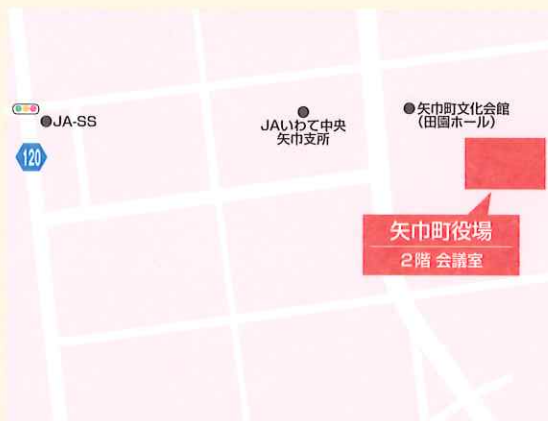 JA-SS
JAいわて中央
矢巾支所
矢巾町文化会館
(田園ホール)
120
矢巾町役場
2階 会議室